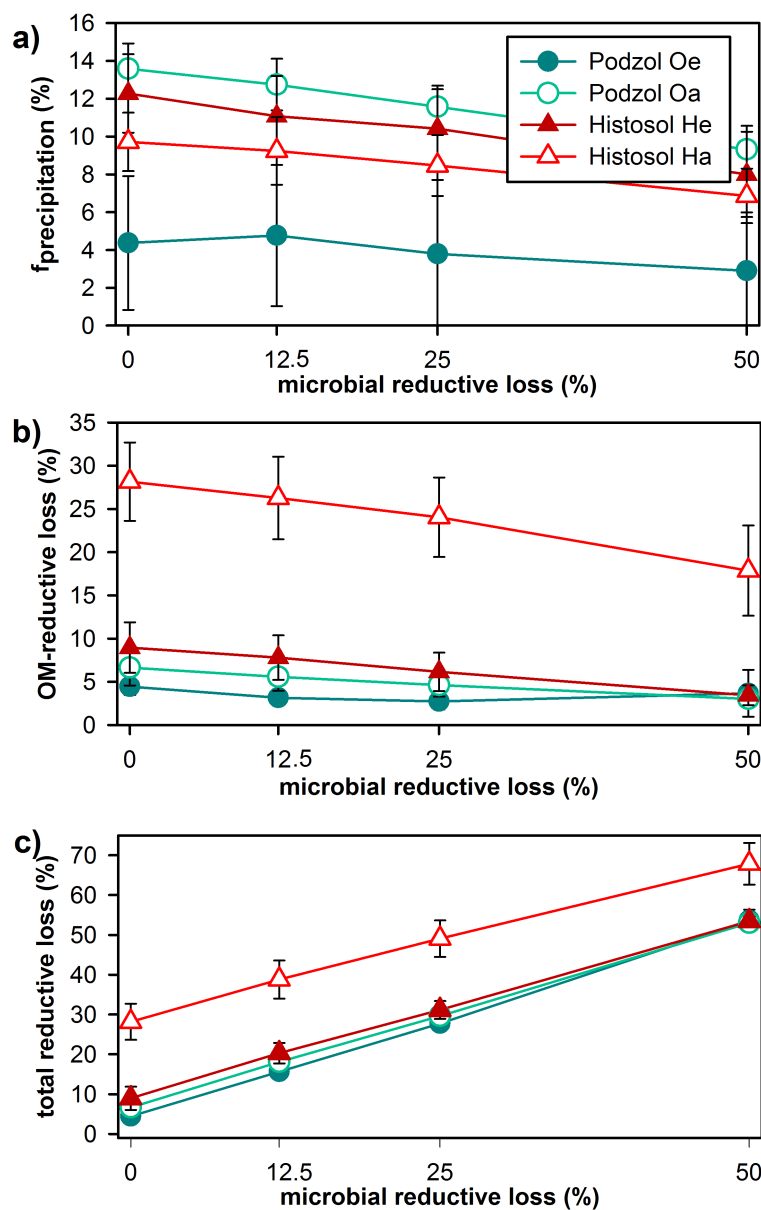 a)
fprecipitation (%)
16
14
12
10
8
6
4
2
0
Podzol Oe
Podzol Oa
Histosol He
Histosol Ha
0 12.5 25 50
microbial reductive loss (%)
b)
OM-reductive loss (%)
35
30
25
20
15
10
5
0
0 12.5 25 50
microbial reductive loss (%)
c)
total reductive loss (%)
70
60
50
40
30
20
10
0
0 12.5 25 50
microbial reductive loss (%)